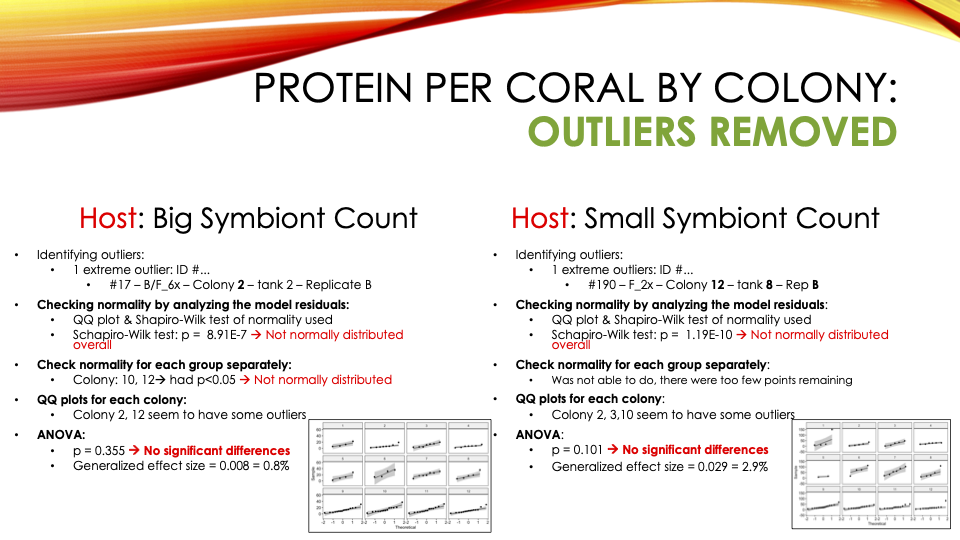 PROTEIN PER CORAL BY COLONY:
OUTLIERS REMOVED
Host: Big Symbiont Count
• Identifying outliers:
• 1 extreme outlier: ID #...
• #17 – B/F_6x – Colony 2 – tank 2 – Replicate B
• Checking normality by analyzing the model residuals:
• QQ plot & Shapiro-Wilk test of normality used
• Schapiro-Wilk test: p = 8.91E-7 → Not normally distributed
overall
• Check normality for each group separately:
• Colony: 10, 12→ had p<0.05 → Not normally distributed
• QQ plots for each colony:
• Colony 2, 12 seem to have some outliers
• ANOVA:
• p = 0.355 → No significant differences
• Generalized effect size = 0.008 = 0.8%
Host: Small Symbiont Count
• Identifying outliers:
• 1 extreme outliers: ID #...
• #190 – F_2x – Colony 12 – tank 8 – Rep B
• Checking normality by analyzing the model residuals:
• QQ plot & Shapiro-Wilk test of normality used
• Schapiro-Wilk test: p = 1.19E-10 → Not normally distributed
overall
• Check normality for each group separately:
• Was not able to do, there were too few points remaining
• QQ plots for each colony:
• Colony 2, 3,10 seem to have some outliers
• ANOVA:
• p = 0.101 → No significant differences
• Generalized effect size = 0.029 = 2.9%
Sample
Theoretical
Sample
Theoretical